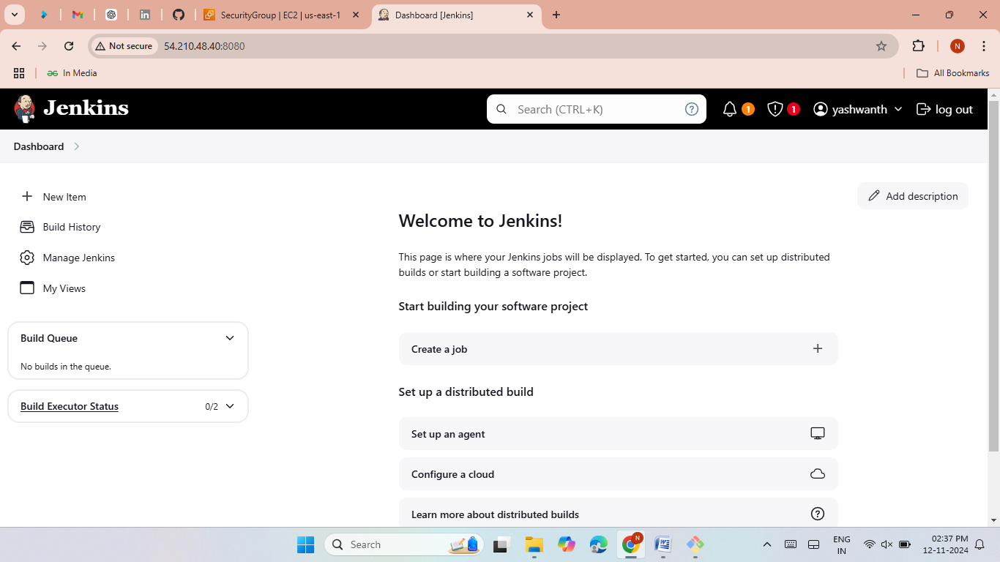 SecurityGroup | EC2 | us-east-1
Dashboard [Jenkins]
Not secure
54.210.48.40:8080
N
In Media
All Bookmarks
Jenkins
Search (CTRL+K)
?
1
1
yashwanth
log out
Dashboard
New Item
Build History
Manage Jenkins
My Views
Build Queue
No builds in the queue.
Build Executor Status
0/2
Add description
Welcome to Jenkins!
This page is where your Jenkins jobs will be displayed. To get started, you can set up distributed
builds or start building a software project.
Start building your software project
Create a job
Set up a distributed build
Set up an agent
Configure a cloud
Learn more about distributed builds
?
Search
N
ENG
IN
02:37 PM
12-11-2024